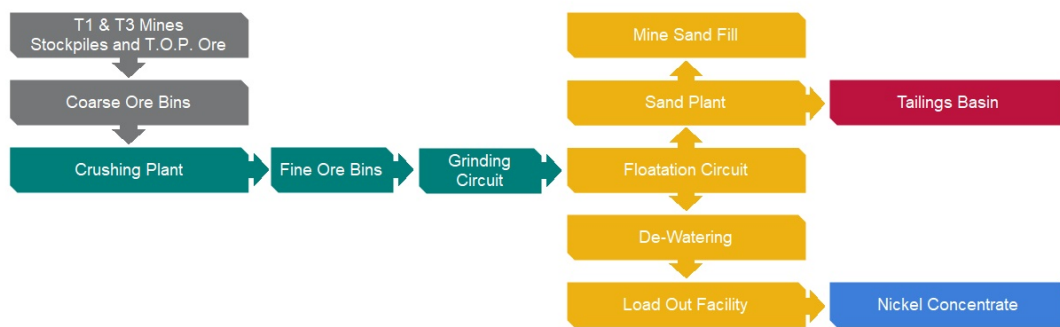 T1 & T3 Mines
Stockpiles and T.O.P. Ore
Coarse Ore Bins
Crushing Plant
Fine Ore Bins
Grinding
Circuit
Mine Sand Fill
Sand Plant
Tailings Basin
Floatation Circuit
De-Watering
Load Out Facility
Nickel Concentrate